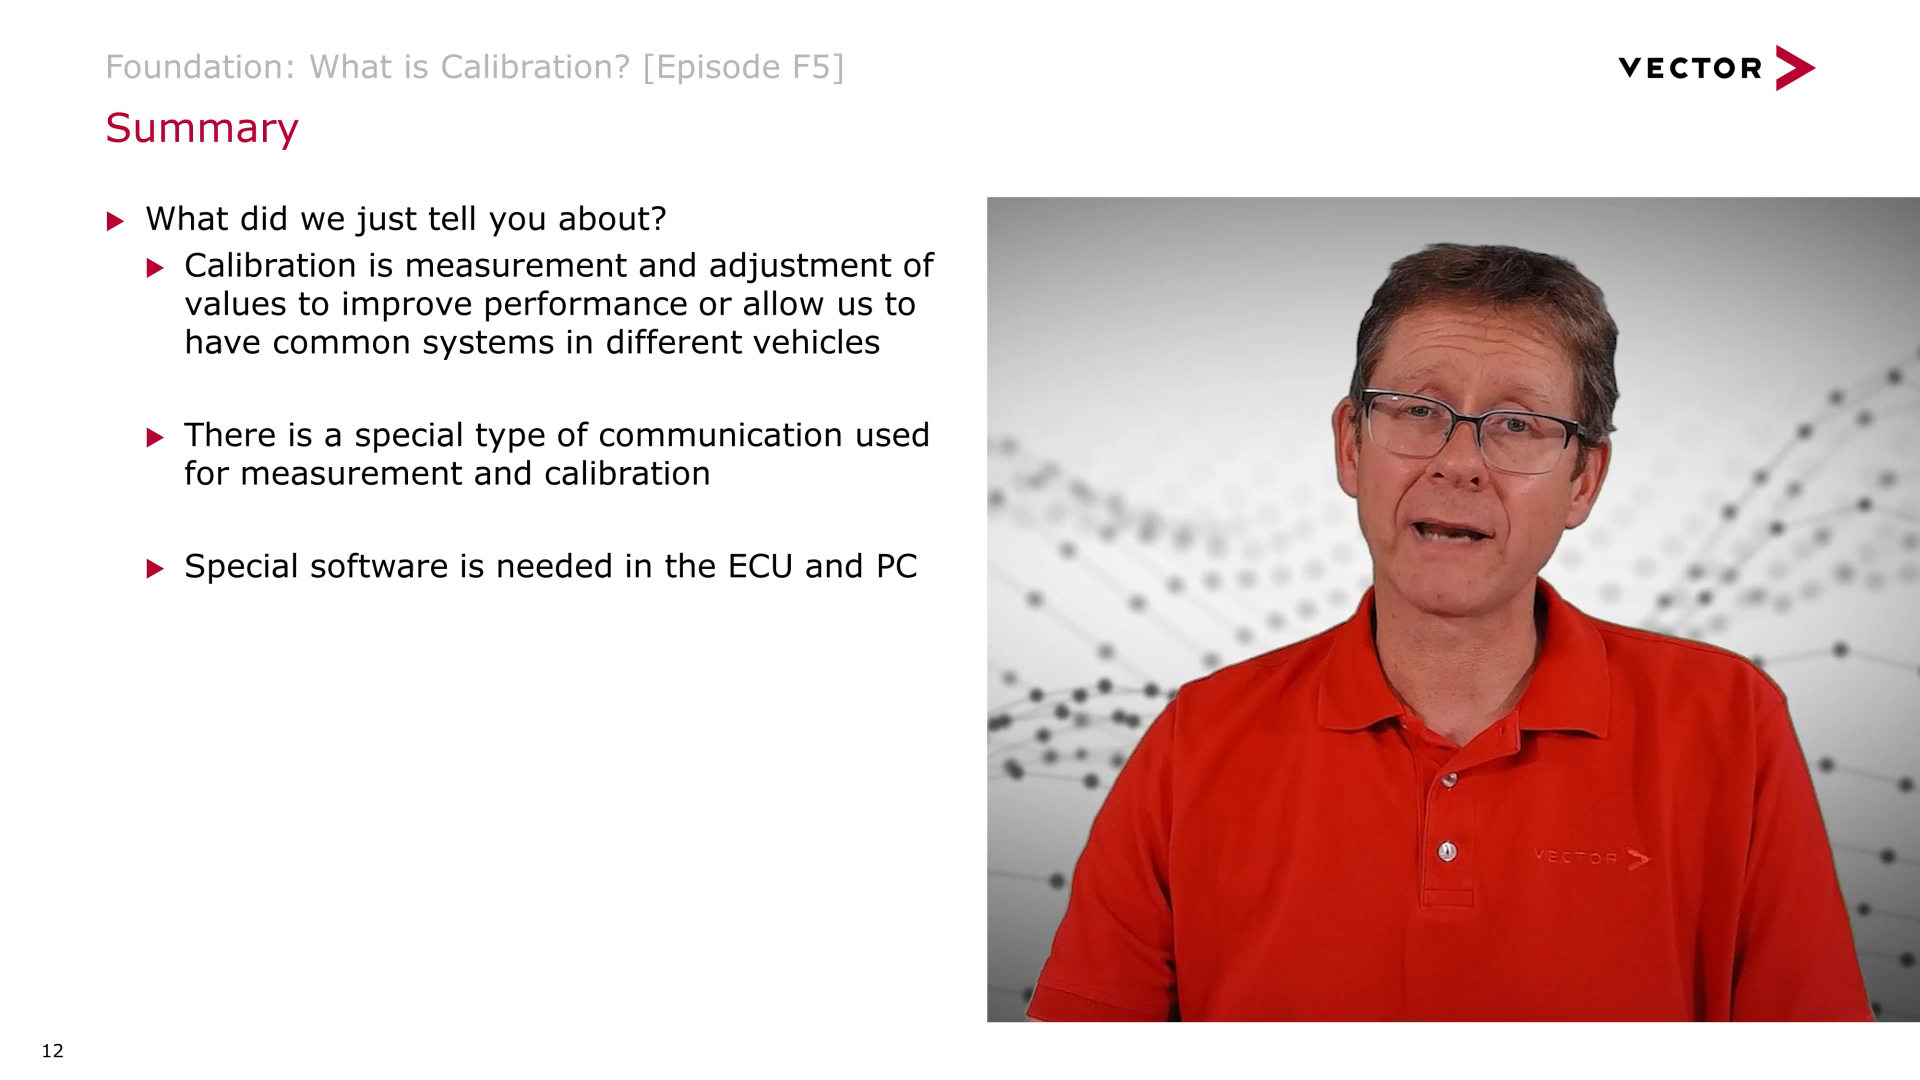 Foundation: What is Calibration? [Episode F5]
VECTOR
Summary
What did we just tell you about?
Calibration is measurement and adjustment of
values to improve performance or allow us to
have common systems in different vehicles
There is a special type of communication used
for measurement and calibration
Special software is needed in the ECU and PC
VECTOR
12